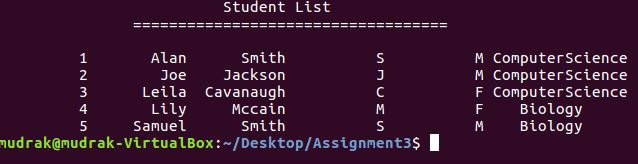 Student List
===================================
1 Alan Smith S M ComputerScience
2 Joe Jackson J M ComputerScience
3 Leila Cavanaugh C F ComputerScience
4 Lily Mccain M F Biology
5 Samuel Smith S M Biology
mudrak@mudrak-VirtualBox:~/Desktop/Assignment3$